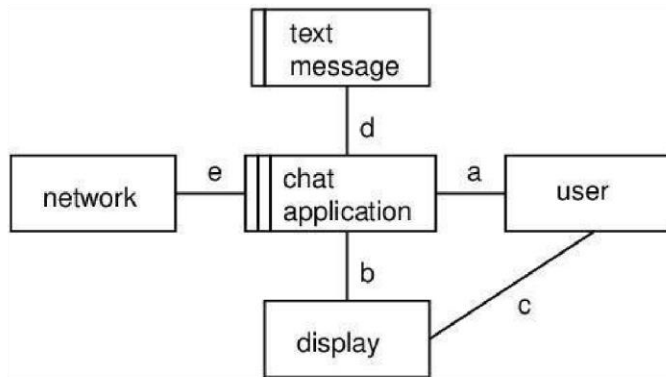 text
message
d
network
e
chat
application
a
user
b
c
display